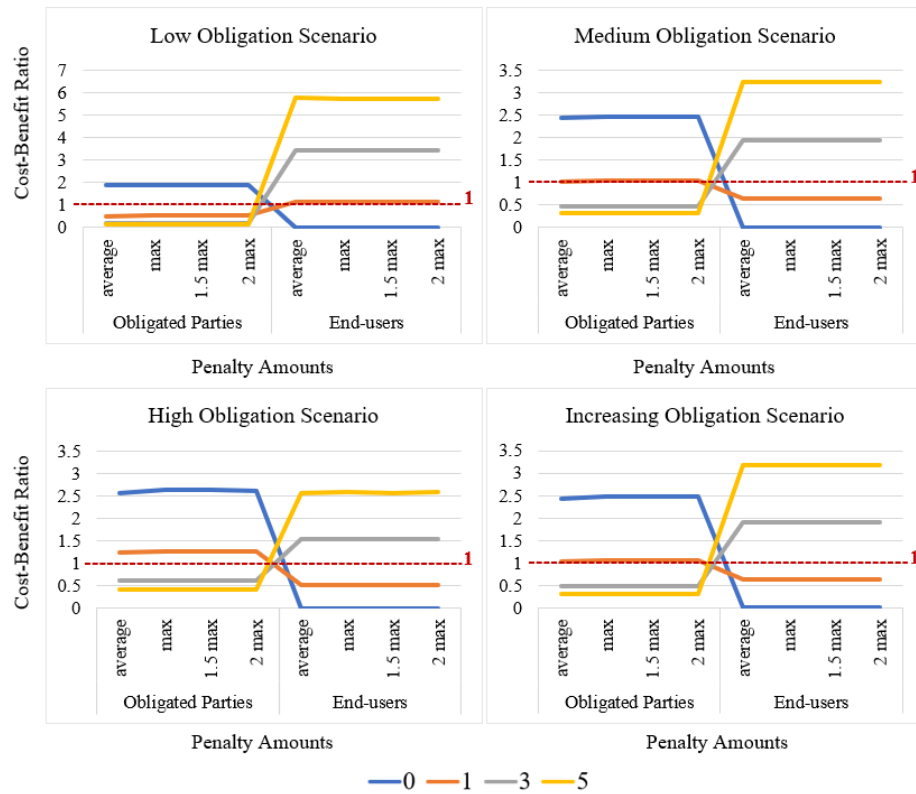 Low Obligation Scenario
Cost-Benefit Ratio
7
6
5
4
3
2
1
0
1
average
max
1.5 max
2 max
average
max
1.5 max
2 max
Obligated Parties
End-users
Penalty Amounts
Medium Obligation Scenario
3.5
3
2.5
2
1.5
1
0.5
0
1
average
max
1.5 max
2 max
average
max
1.5 max
2 max
Obligated Parties
End-users
Penalty Amounts
High Obligation Scenario
Cost-Benefit Ratio
3.5
3
2.5
2
1.5
1
0.5
0
1
average
max
1.5 max
2 max
average
max
1.5 max
2 max
Obligated Parties
End-users
Penalty Amounts
Increasing Obligation Scenario
3.5
3
2.5
2
1.5
1
0.5
0
1
average
max
1.5 max
2 max
average
max
1.5 max
2 max
Obligated Parties
End-users
Penalty Amounts
0 1 3 5